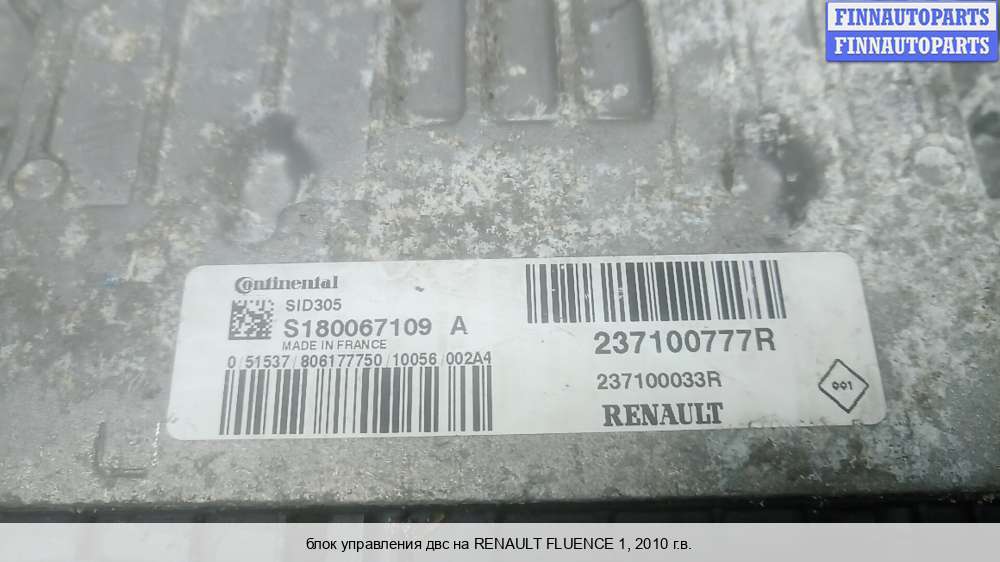 FINNAUTOPARTS
FINNAUTOPARTS
Continental
SID305
S180067109 A
MADE IN FRANCE
0/51537/806177750/10056/002A4
237100777R
237100033R
RENAULT
001
блок управления двс на RENAULT FLUENCE 1, 2010 г.в.